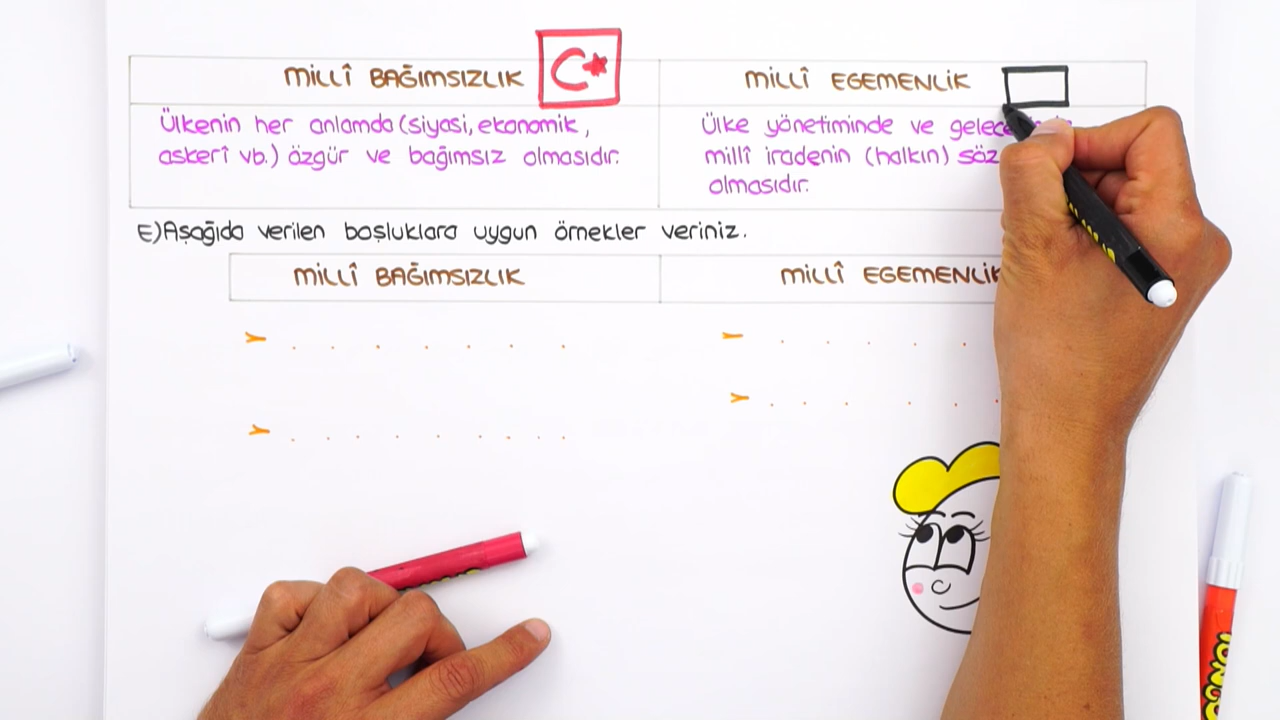 MİLLÎ BAĞIMSIZLIK
MİLLÎ EGEMENLİK
Ülkenin her anlamda (siyasi, ekonomik,
askerî vb.) özgür ve bağımsız olmasıdır.
Ülke yönetiminde ve
millî iradenin (halkın) söz
olmasıdır.
E) Aşağıda verilen boşluklara uygun örnekler veriniz.
MİLLÎ BAĞIMSIZLIK
MİLLÎ EGEMENLİK